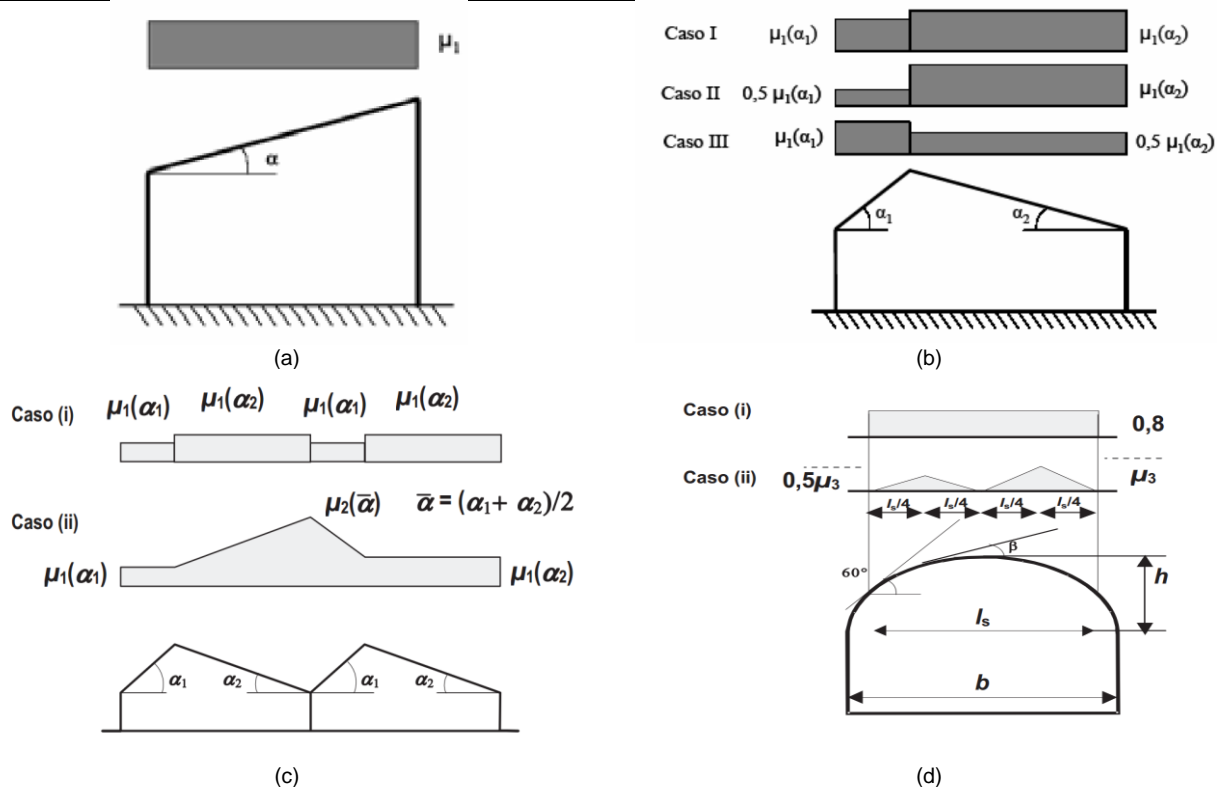 μ1
α
(a)
Caso I μ1(α1) μ1(α2)
Caso II 0,5 μ1(α1) μ1(α2)
Caso III μ1(α1) 0,5 μ1(α2)
α1 α2
(b)
Caso (i) μ1(α1) μ1(α2) μ1(α1) μ1(α2)
Caso (ii) μ2(ᾱ) ᾱ = (α1+ α2)/2
μ1(α1) μ1(α2)
α1 α2 α1 α2
(c)
Caso (i) 0,8
Caso (ii) 0,5μ3 μ3
ls/4 ls/4 ls/4 ls/4
β
60° h
ls
b
(d)